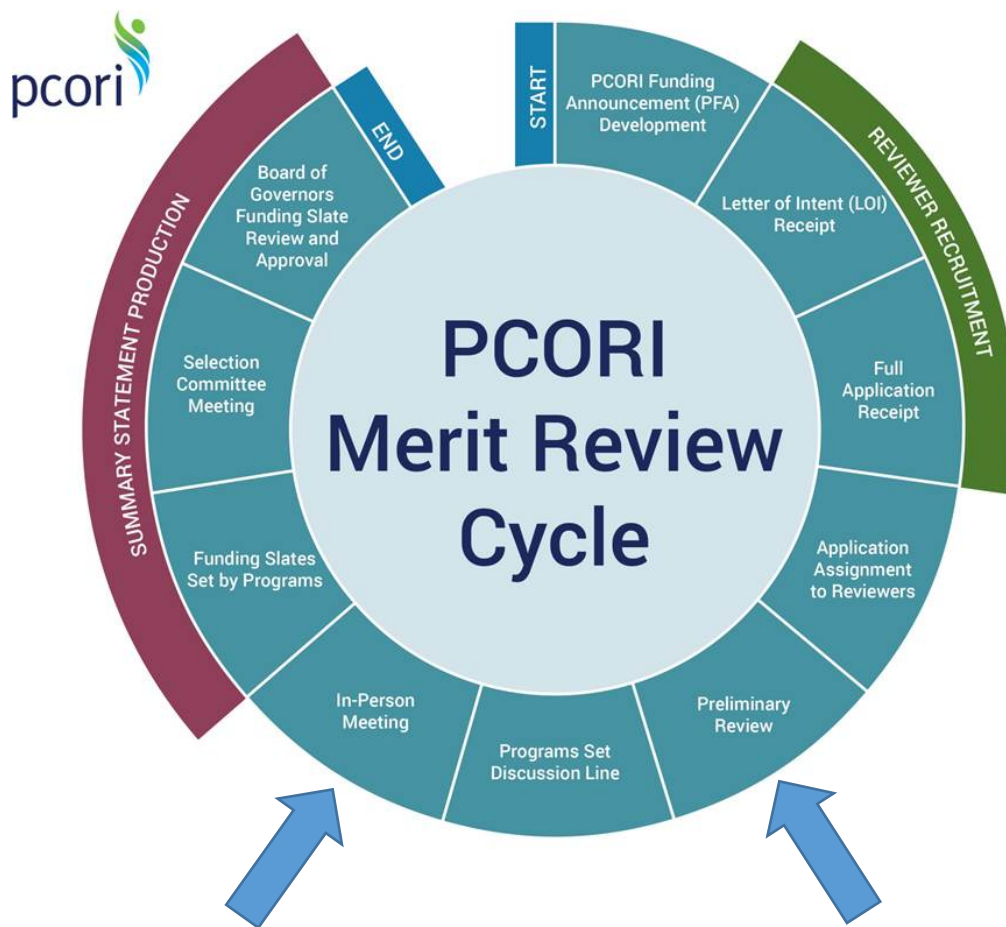 pcori
START
PCORI Funding
Announcement (PFA)
Development
Letter of Intent (LOI)
Receipt
REVIEWER RECRUITMENT
Full
Application
Receipt
Application
Assignment
to Reviewers
Preliminary
Review
Programs Set
Discussion Line
In-Person
Meeting
Funding Slates
Set by Programs
Selection
Committee
Meeting
Board of
Governors
Funding Slate
Review and
Approval
SUMMARY STATEMENT PRODUCTION
END
PCORI
Merit Review
Cycle